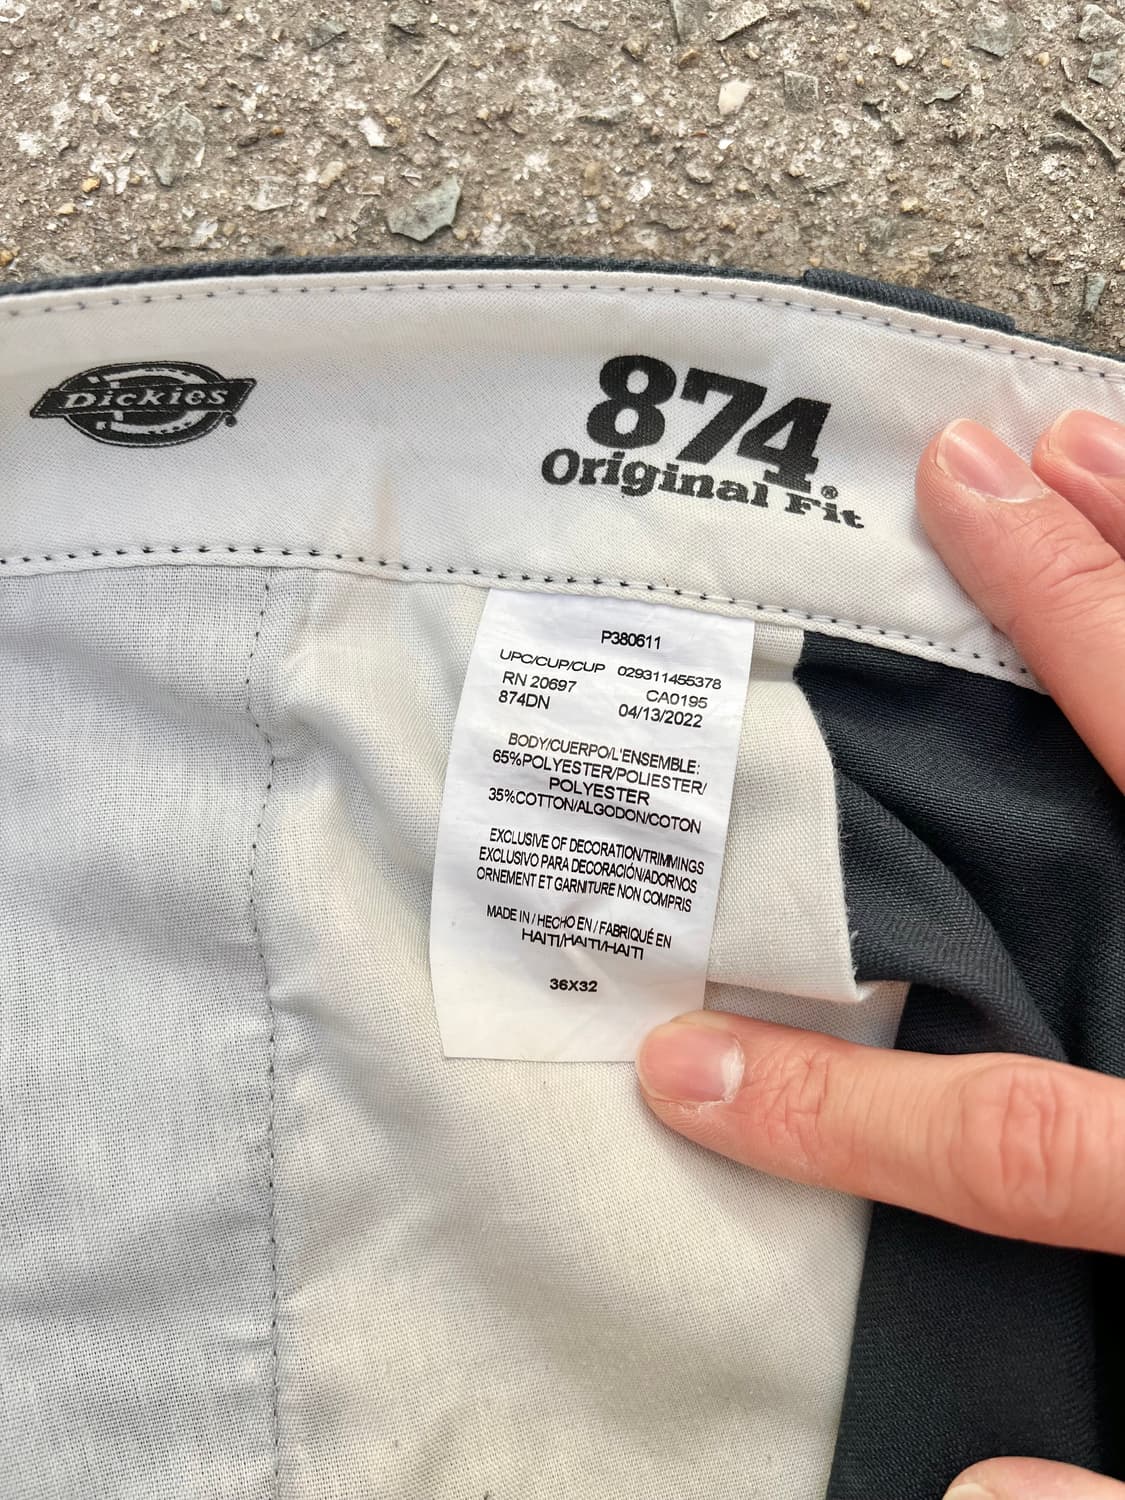 Dickies®
874®
Original Fit
P380611
UPC/CUP/CUP 029311455378
RN 20697 CA0195
874DN 04/13/2022
BODY/CUERPO/L'ENSEMBLE:
65%POLYESTER/POLIESTER/
POLYESTER
35%COTTON/ALGODON/COTON
EXCLUSIVE OF DECORATION/TRIMMINGS
EXCLUSIVO PARA DECORACIÓN/ADORNOS
ORNEMENT ET GARNITURE NON COMPRIS
MADE IN / HECHO EN / FABRIQUÉ EN
HAITI/HAITI/HAITI
36X32